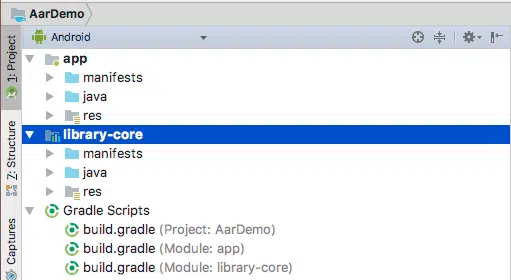 AarDemo
Android
1: Project
app
manifests
java
res
library-core
manifests
java
res
Z: Structure
Gradle Scripts
build.gradle (Project: AarDemo)
build.gradle (Module: app)
build.gradle (Module: library-core)
Captures